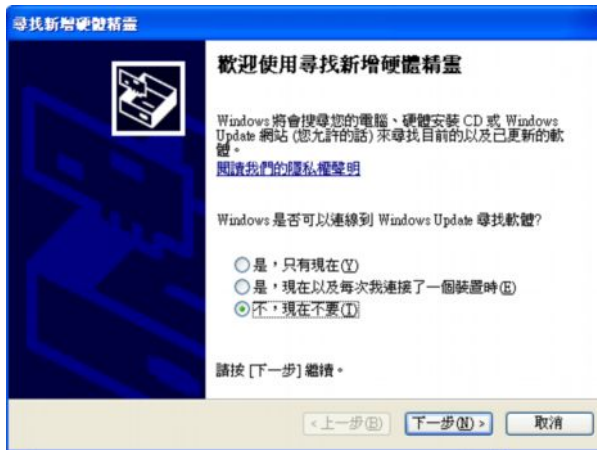 尋找新增硬體精靈
歡迎使用尋找新增硬體精靈
Windows 將會搜尋您的電腦、硬體安裝 CD 或 Windows
Update 網站 (您允許的話) 來尋找目前的以及已更新的軟
體。
閱讀我們的隱私權聲明
Windows 是否可以連線到 Windows Update 尋找軟體?
是，只有現在(Y)
是，現在以及每次我連接了一個裝置時(E)
不，現在不要(T)
請按 [下一步] 繼續。
<上一步(B) 下一步(N)> 取消